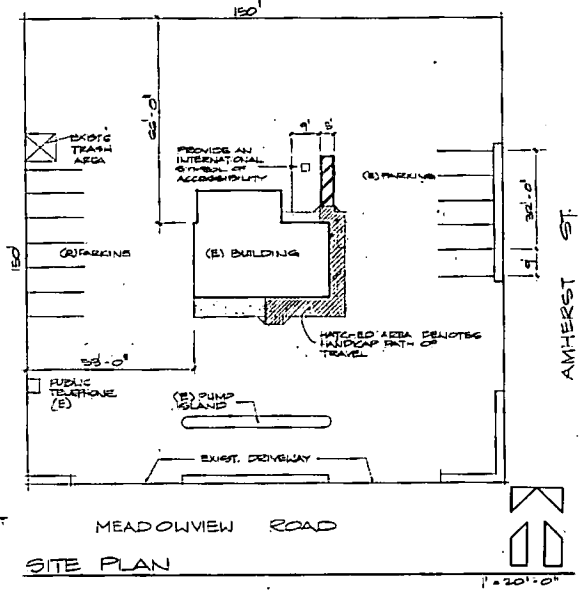 150'
66'-0"
EXIST'G
TRASH
AREA
PROVIDE AN
INTERNATIONAL
SYMBOL OF
ACCESSIBILITY
9'
5'
(E) PARKING
32'-0"
9'
AMHERST ST.
150'
(E) PARKING
(E) BUILDING
HATCHED AREA DENOTES
HANDICAP PATH OF
TRAVEL
53'-0"
PUBLIC
TELEPHONE
(E)
(E) PUMP
ISLAND
EXIST. DRIVEWAY
MEADOWVIEW ROAD
SITE PLAN
1"=20'-0"